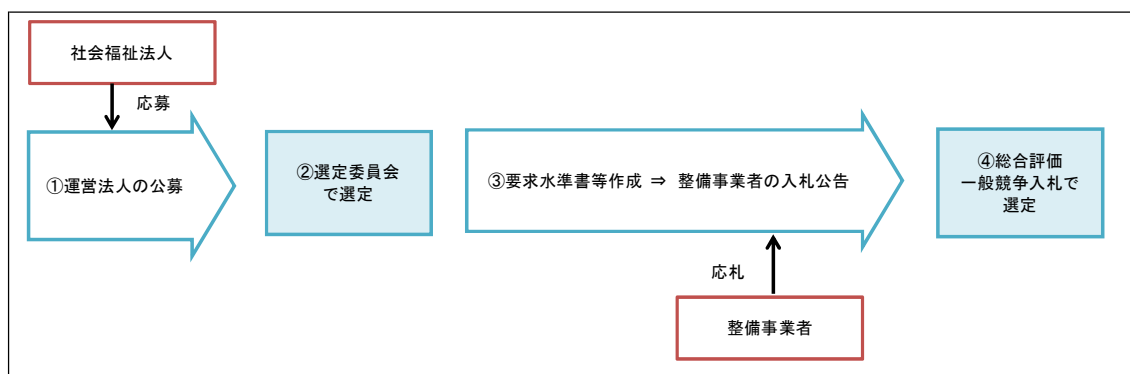 社会福祉法人
応募
①運営法人の公募
②選定委員会
で選定
③要求水準書等作成 ⇒ 整備事業者の入札公告
④総合評価
一般競争入札で
選定
応札
整備事業者